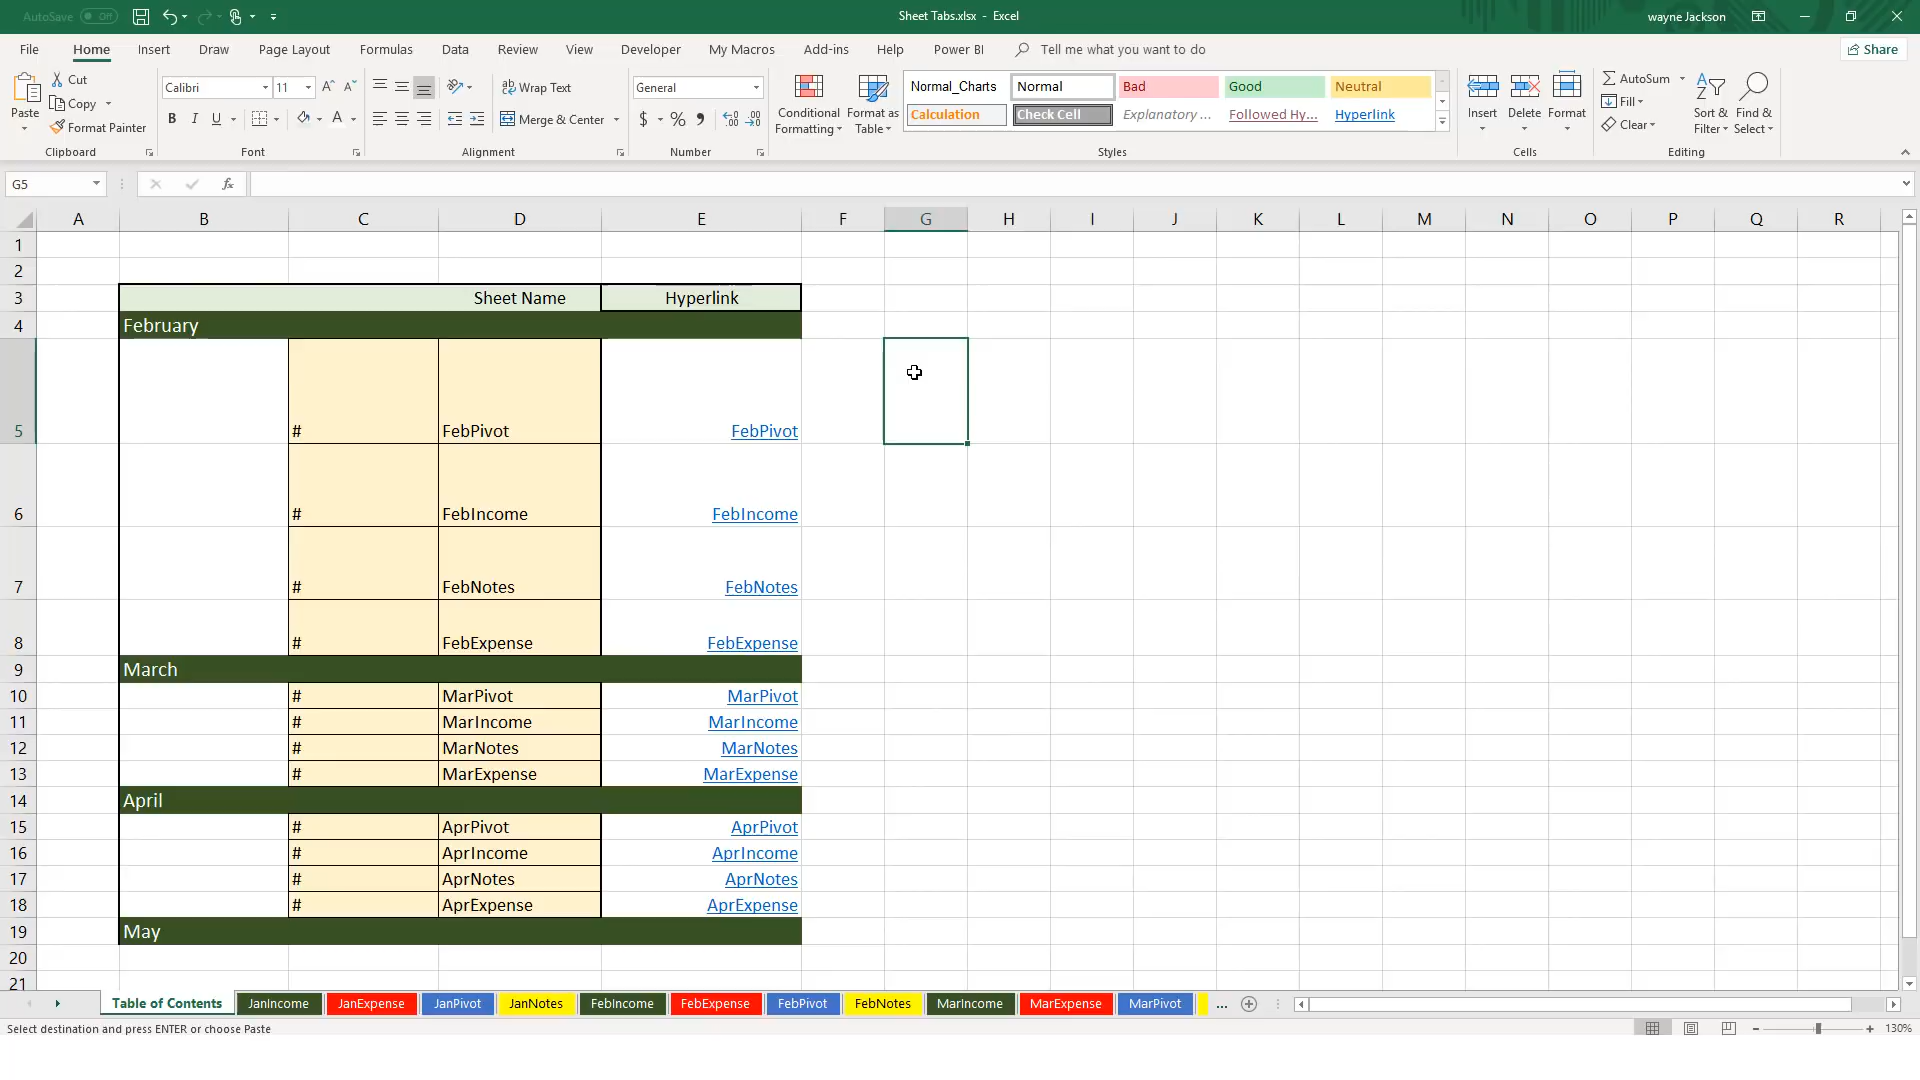 AutoSave Off Sheet Tabs.xlsx - Excel wayne Jackson
File Home Insert Draw Page Layout Formulas Data Review View Developer My Macros Add-ins Help Power BI Tell me what you want to do Share
Paste Cut Copy Format Painter Clipboard
Calibri 11 B I U A Font
Wrap Text Merge & Center Alignment
General $ % Number
Conditional Formatting Format as Table
Normal_Charts Normal Bad Good Neutral
Calculation Check Cell Explanatory ... Followed Hy... Hyperlink
Styles
Insert Delete Format Cells
AutoSum Fill Clear Sort & Filter Find & Select Editing
G5 fx
A B C D E F G H I J K L M N O P Q R
1
2
3 Sheet Name Hyperlink
4 February
5 # FebPivot FebPivot
6 # FebIncome FebIncome
7 # FebNotes FebNotes
8 # FebExpense FebExpense
9 March
10 # MarPivot MarPivot
11 # MarIncome MarIncome
12 # MarNotes MarNotes
13 # MarExpense MarExpense
14 April
15 # AprPivot AprPivot
16 # AprIncome AprIncome
17 # AprNotes AprNotes
18 # AprExpense AprExpense
19 May
20
21
Table of Contents JanIncome JanExpense JanPivot JanNotes FebIncome FebExpense FebPivot FebNotes MarIncome MarExpense MarPivot ...
Select destination and press ENTER or choose Paste 130%